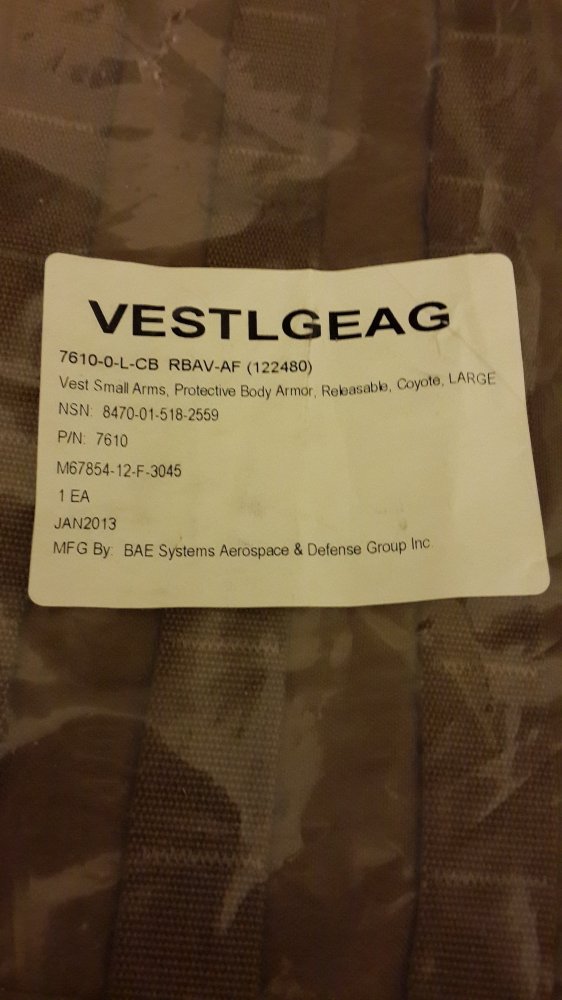 VESTLGEAG
7610-0-L-CB RBAV-AF (122480)
Vest Small Arms, Protective Body Armor, Releasable, Coyote, LARGE
NSN: 8470-01-518-2559
P/N: 7610
M67854-12-F-3045
1 EA
JAN2013
MFG By: BAE Systems Aerospace & Defense Group Inc.